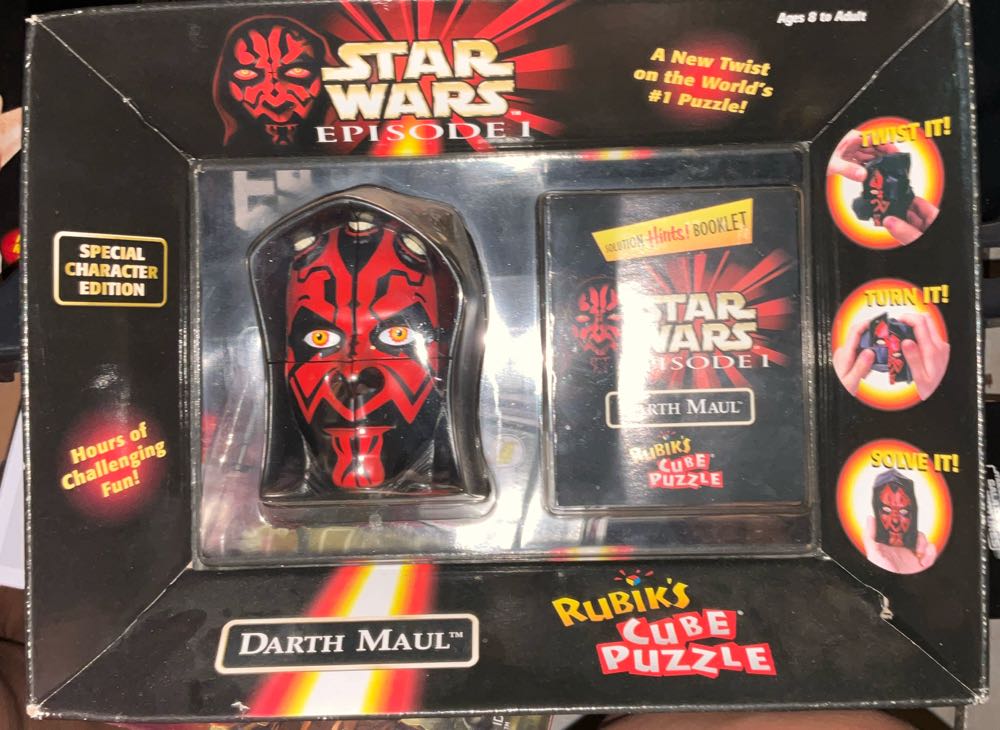 Ages 8 to Adult
STAR
WARS™
EPISODE I
A New Twist
on the World's
#1 Puzzle!
TWIST IT!
SPECIAL
CHARACTER
EDITION
SOLUTION Hints! BOOKLET
STAR
WARS
EPISODE I
DARTH MAUL™
RUBIK'S
CUBE®
PUZZLE
TURN IT!
Hours of
Challenging
Fun!
SOLVE IT!
DARTH MAUL™
RUBIK'S
CUBE®
PUZZLE